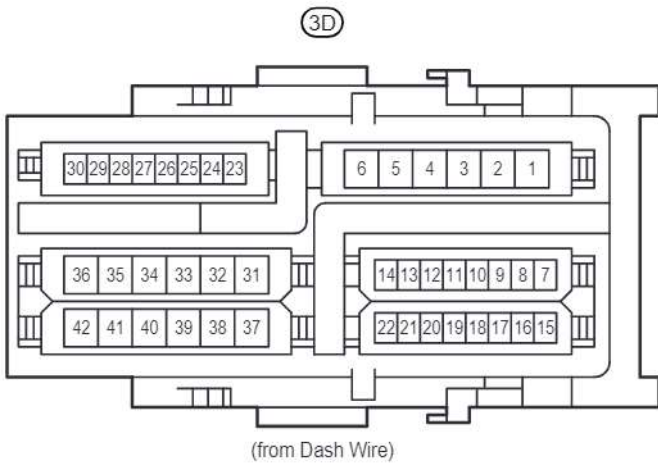 3D
30 29 28 27 26 25 24 23 6 5 4 3 2 1
36 35 34 33 32 31 14 13 12 11 10 9 8 7
42 41 40 39 38 37 22 21 20 19 18 17 16 15
(from Dash Wire)